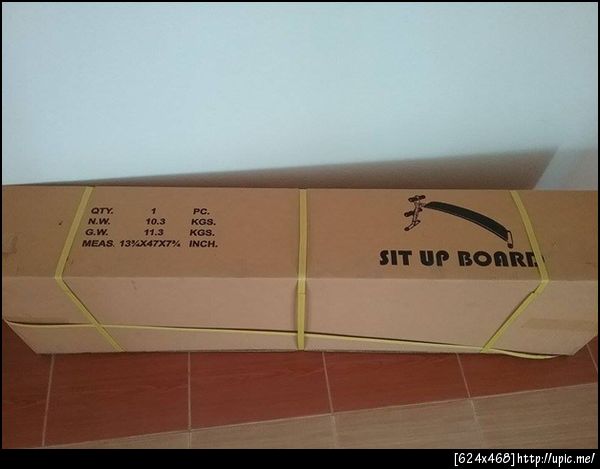 QTY. 1 PC.
N.W. 10.3 KGS.
G.W. 11.3 KGS.
MEAS. 13¾X47X7¾ INCH.
SIT UP BOARD
[624x468]http://upic.me/